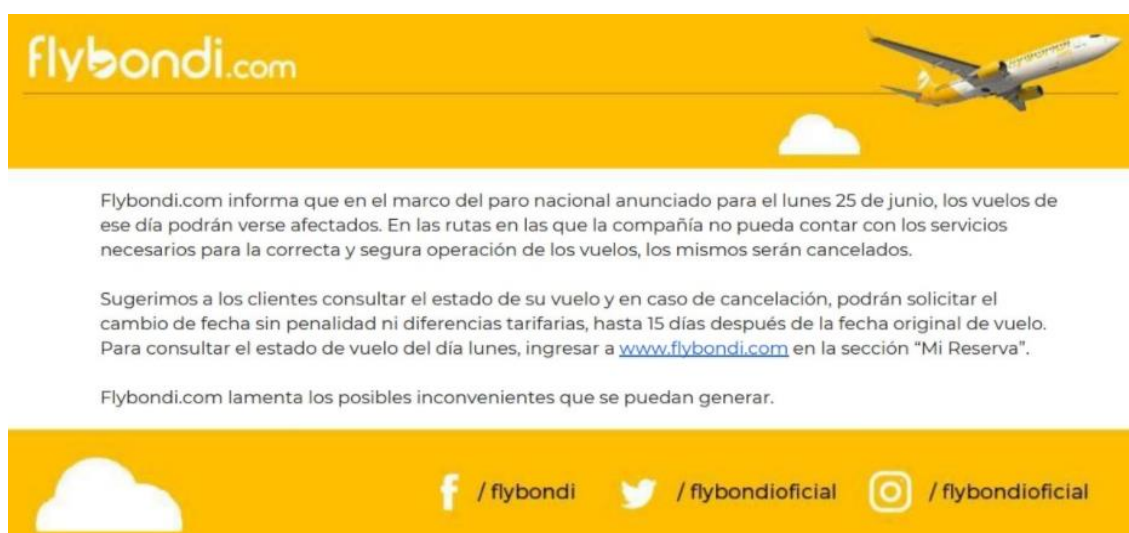 flybondi.com
Flybondi.com informa que en el marco del paro nacional anunciado para el lunes 25 de junio, los vuelos de
ese día podrán verse afectados. En las rutas en las que la compañía no pueda contar con los servicios
necesarios para la correcta y segura operación de los vuelos, los mismos serán cancelados.
Sugerimos a los clientes consultar el estado de su vuelo y en caso de cancelación, podrán solicitar el
cambio de fecha sin penalidad ni diferencias tarifarias, hasta 15 días después de la fecha original de vuelo.
Para consultar el estado de vuelo del día lunes, ingresar a www.flybondi.com en la sección “Mi Reserva”.
Flybondi.com lamenta los posibles inconvenientes que se puedan generar.
/ flybondi / flybondioficial / flybondioficial